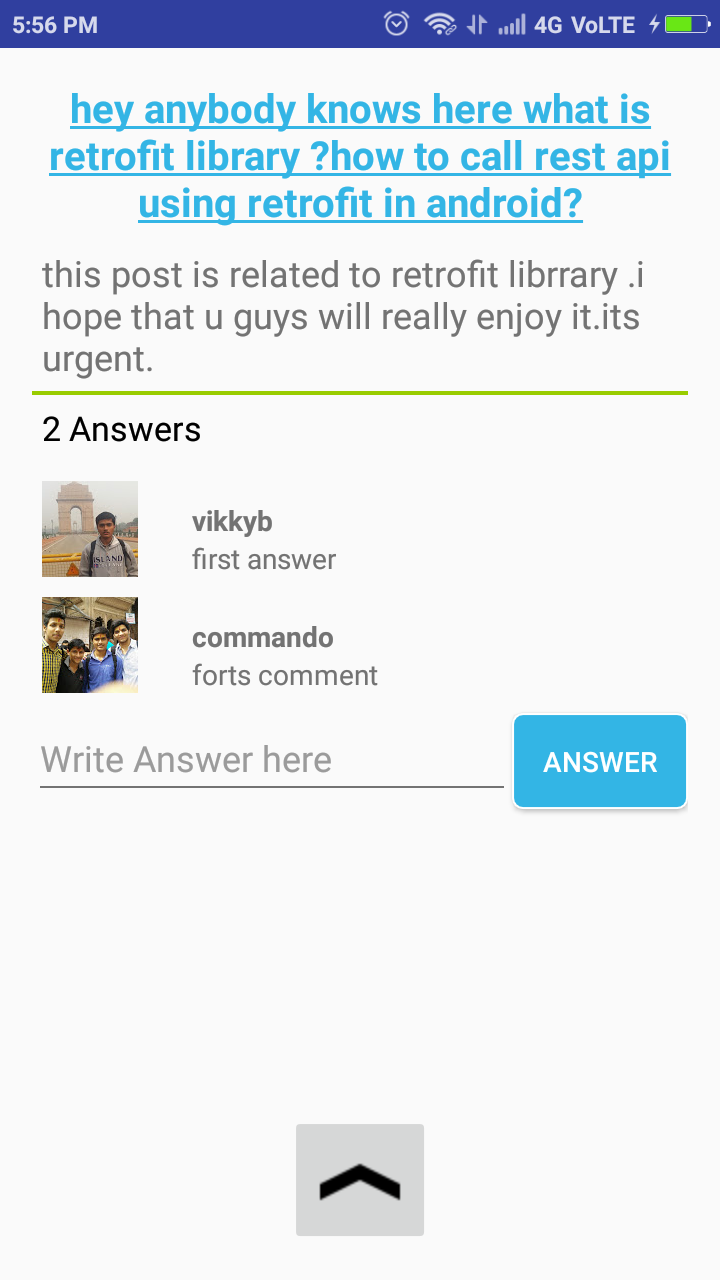 5:56 PM 4G VoLTE
hey anybody knows here what is
retrofit library ?how to call rest api
using retrofit in android?
this post is related to retrofit librrary .i
hope that u guys will really enjoy it.its
urgent.
2 Answers
ISLAND
vikkyb
first answer
commando
forts comment
Write Answer here
ANSWER